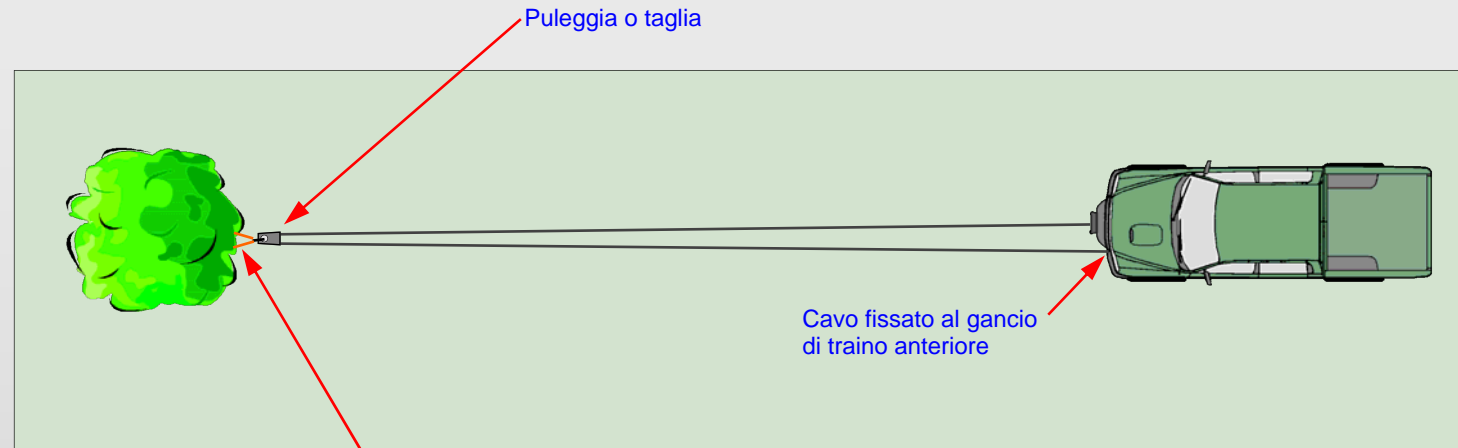 Puleggia o taglia
Cavo fissato al gancio
di traino anteriore